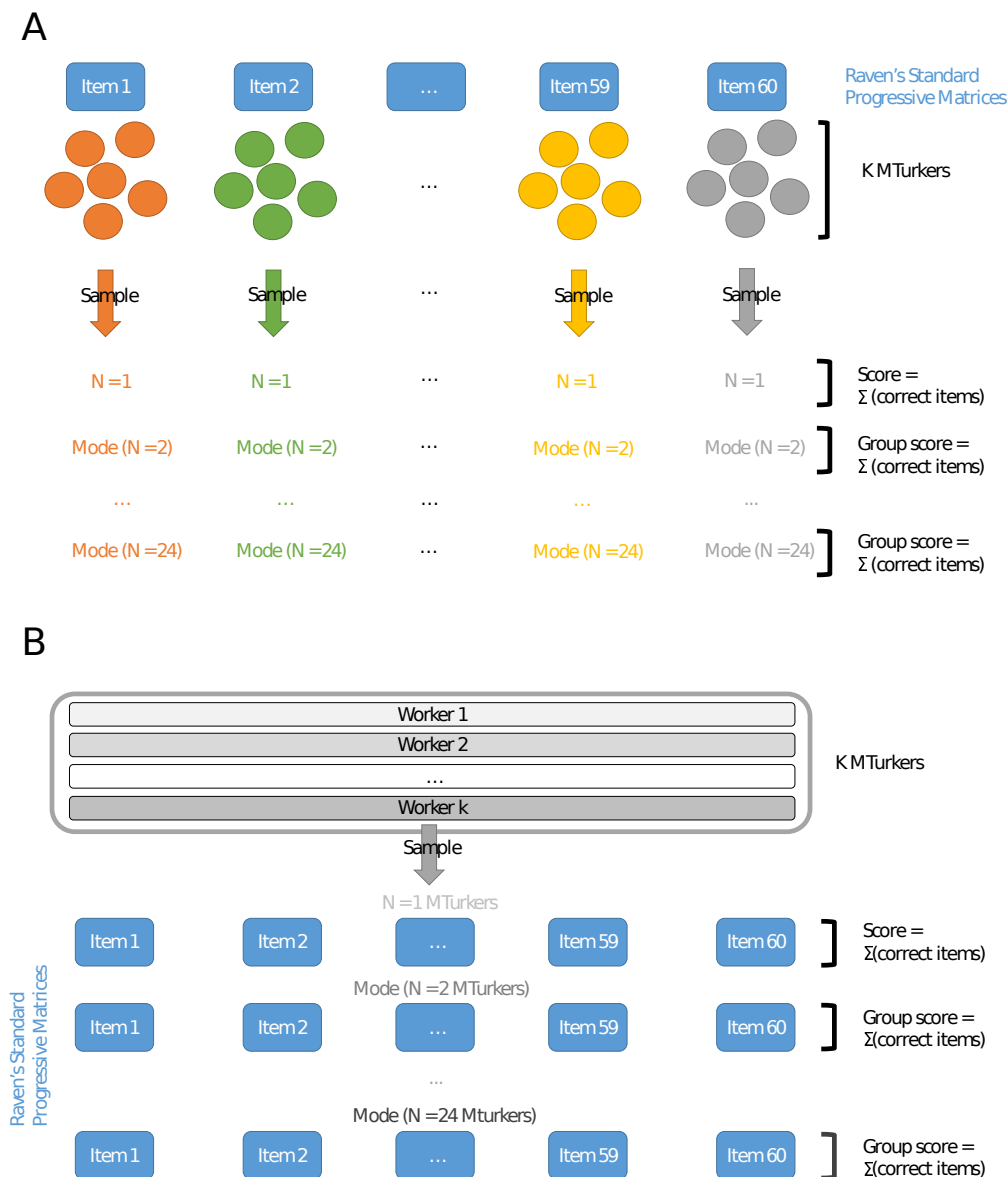 A
Item 1
Item 2
...
Item 59
Item 60
Raven's Standard
Progressive Matrices
...
K MTurkers
Sample
Sample
...
Sample
Sample
N = 1
N = 1
...
N = 1
N = 1
Score =
Σ (correct items)
Mode (N = 2)
Mode (N = 2)
...
Mode (N = 2)
Mode (N = 2)
Group score =
Σ (correct items)
...
...
...
...
...
Mode (N = 24)
Mode (N = 24)
...
Mode (N = 24)
Mode (N = 24)
Group score =
Σ (correct items)
B
Worker 1
Worker 2
...
Worker k
K MTurkers
Sample
N = 1 MTurkers
Raven's Standard
Progressive Matrices
Item 1
Item 2
...
Item 59
Item 60
Score =
Σ(correct items)
Mode (N = 2 MTurkers)
Item 1
Item 2
...
Item 59
Item 60
Group score =
Σ(correct items)
...
Mode (N = 24 Mturkers)
Item 1
Item 2
...
Item 59
Item 60
Group score =
Σ(correct items)